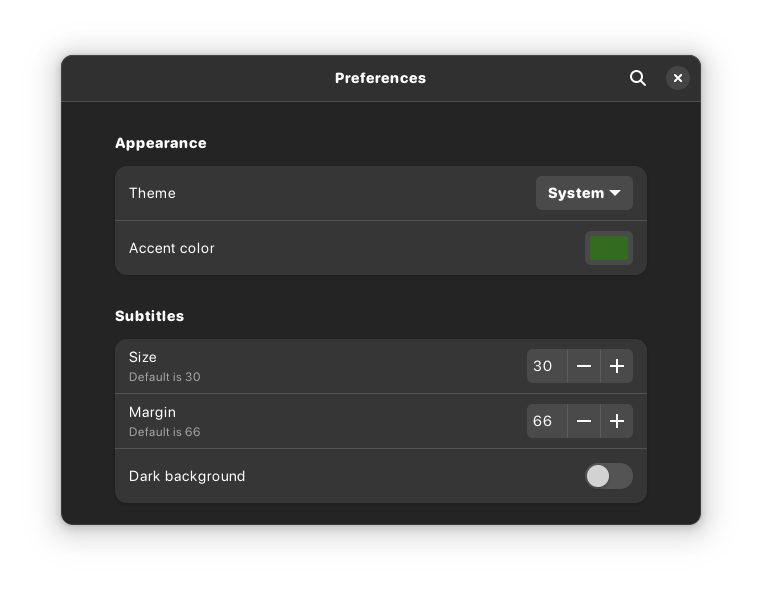 Preferences
Appearance
Theme
System
Accent color
Subtitles
Size
Default is 30
30
Margin
Default is 66
66
Dark background